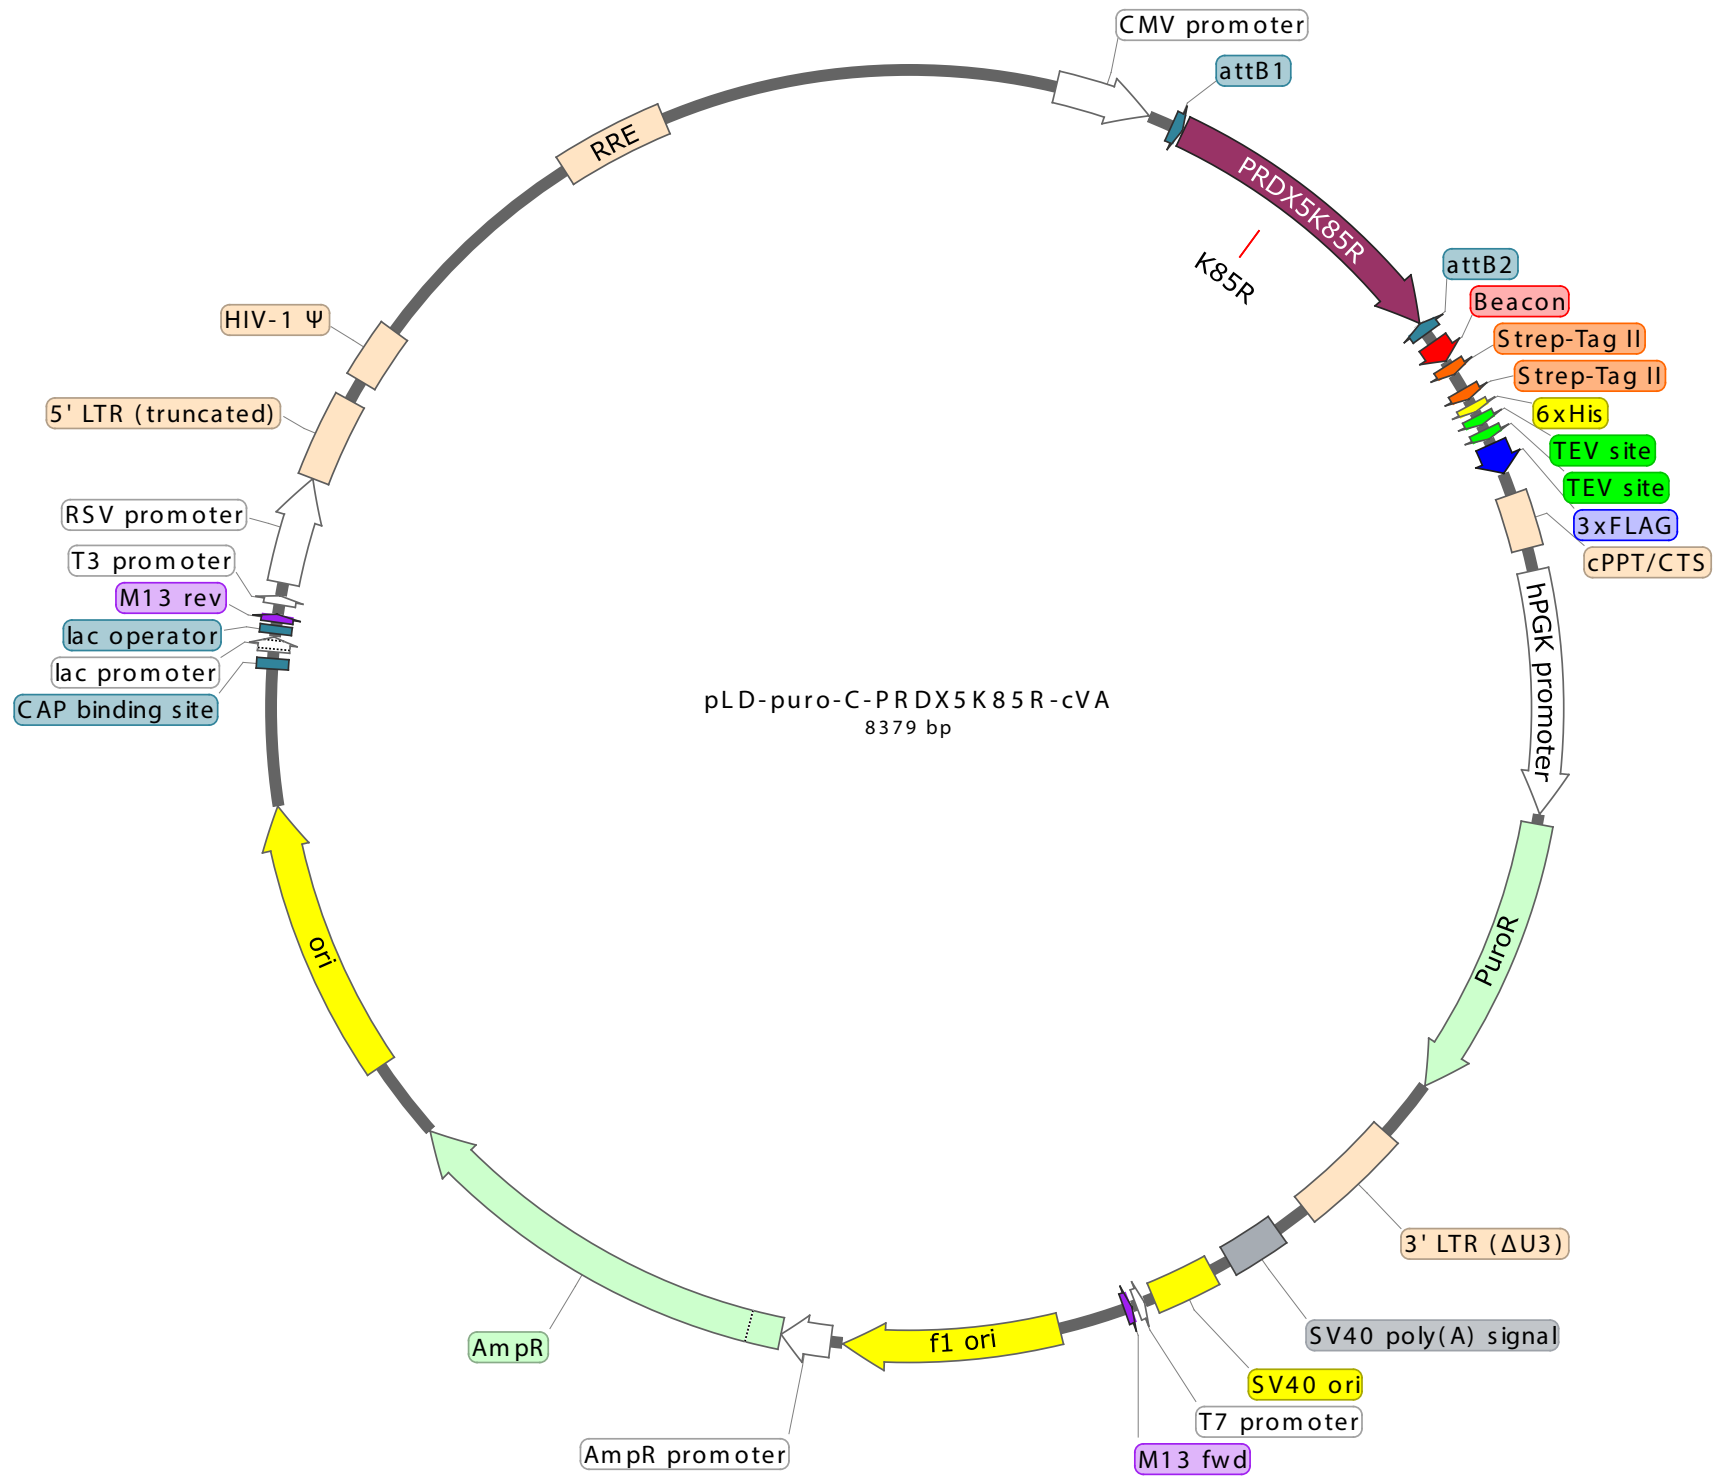 CMV promoter
attB1
RRE
PRDX5K85R
K85R
attB2
Beacon
Strep-Tag II
Strep-Tag II
6xHis
TEV site
TEV site
3xFLAG
cPPT/CTS
hPGK promoter
HIV-1 Ψ
5' LTR (truncated)
RSV promoter
T3 promoter
M13 rev
lac operator
lac promoter
CAP binding site
pLD-puro-C-PRDX5K85R-cVA
8379 bp
PuroR
ori
3' LTR (ΔU3)
SV40 poly(A) signal
SV40 ori
T7 promoter
M13 fwd
f1 ori
AmpR
AmpR promoter